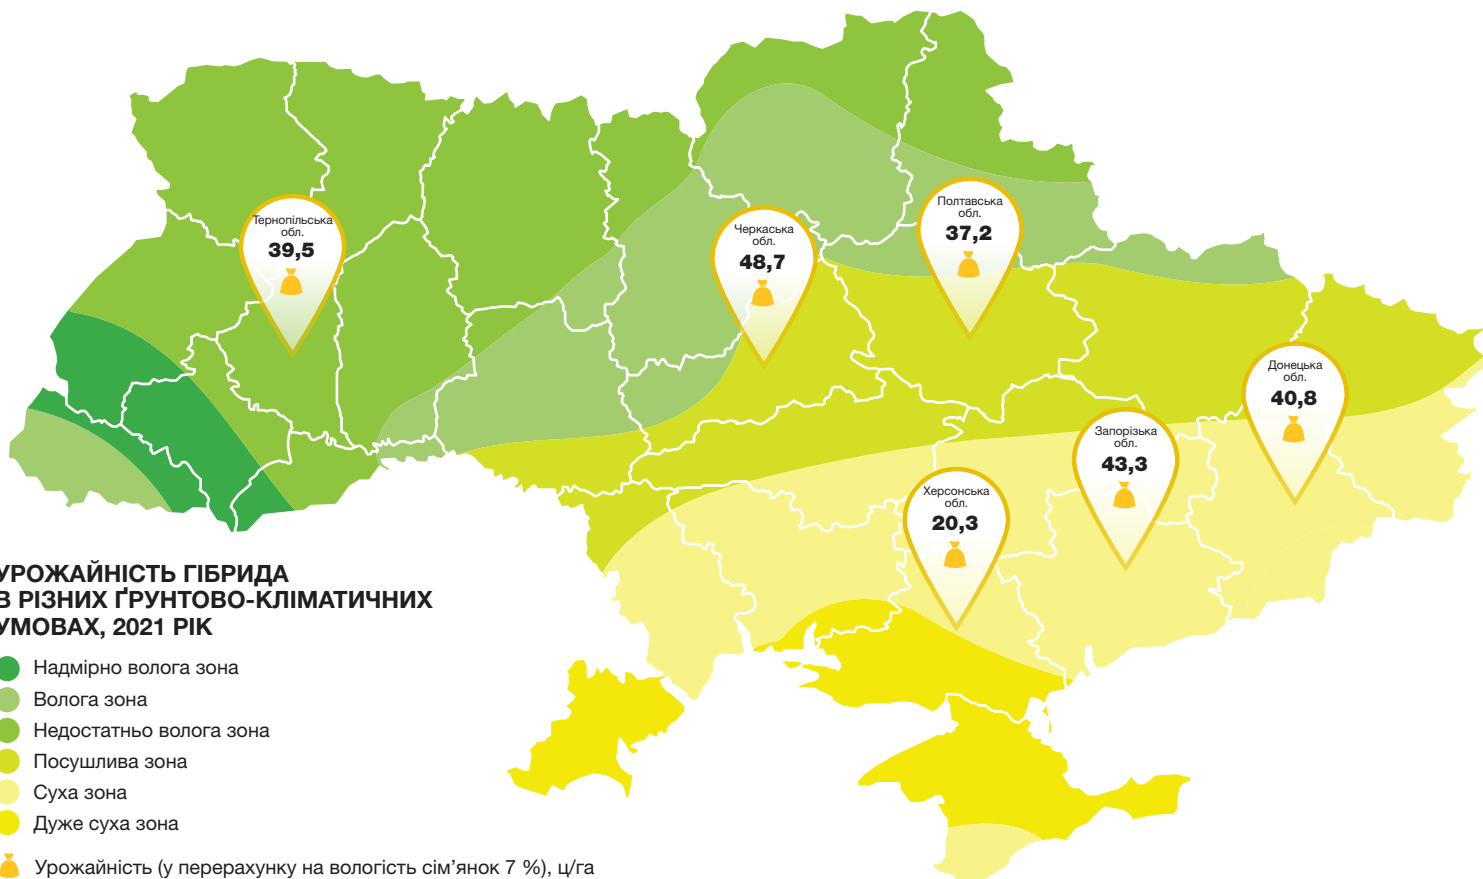 Тернопільська
обл.
39,5
Черкаська
обл.
48,7
Полтавська
обл.
37,2
Донецька
обл.
40,8
Запорізька
обл.
43,3
Херсонська
обл.
20,3
УРОЖАЙНІСТЬ ГІБРИДА
В РІЗНИХ ҐРУНТОВО-КЛІМАТИЧНИХ
УМОВАХ, 2021 РІК
Надмірно волога зона
Волога зона
Недостатньо волога зона
Посушлива зона
Суха зона
Дуже суха зона
Урожайність (у перерахунку на вологість сім’янок 7 %), ц/га